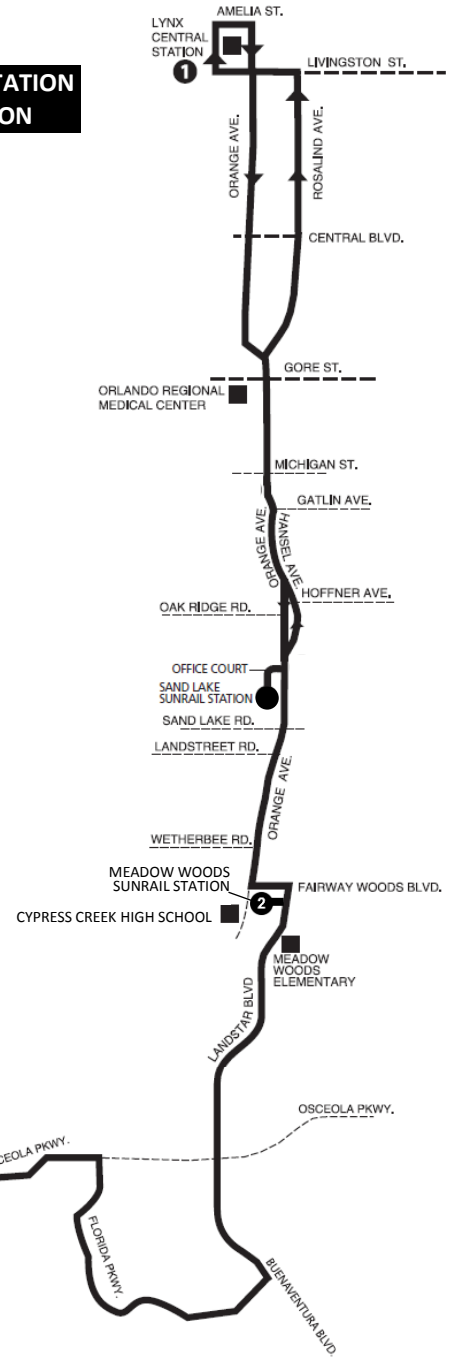 AMELIA ST.
LYNX
CENTRAL
STATION
1
LIVINGSTON ST.
TATION
ON
ORANGE AVE.
ROSALIND AVE.
CENTRAL BLVD.
GORE ST.
ORLANDO REGIONAL
MEDICAL CENTER
MICHIGAN ST.
GATLIN AVE.
ORANGE AVE.
HANSEL AVE.
HOFFNER AVE.
OAK RIDGE RD.
OFFICE COURT
SAND LAKE
SUNRAIL STATION
SAND LAKE RD.
LANDSTREET RD.
ORANGE AVE.
WETHERBEE RD.
MEADOW WOODS
SUNRAIL STATION
2
FAIRWAY WOODS BLVD.
CYPRESS CREEK HIGH SCHOOL
MEADOW
WOODS
ELEMENTARY
LANDSTAR BLVD
OSCEOLA PKWY.
CEOLA PKWY.
FLORIDA PKWY.
BUENAVENTURA BLVD.